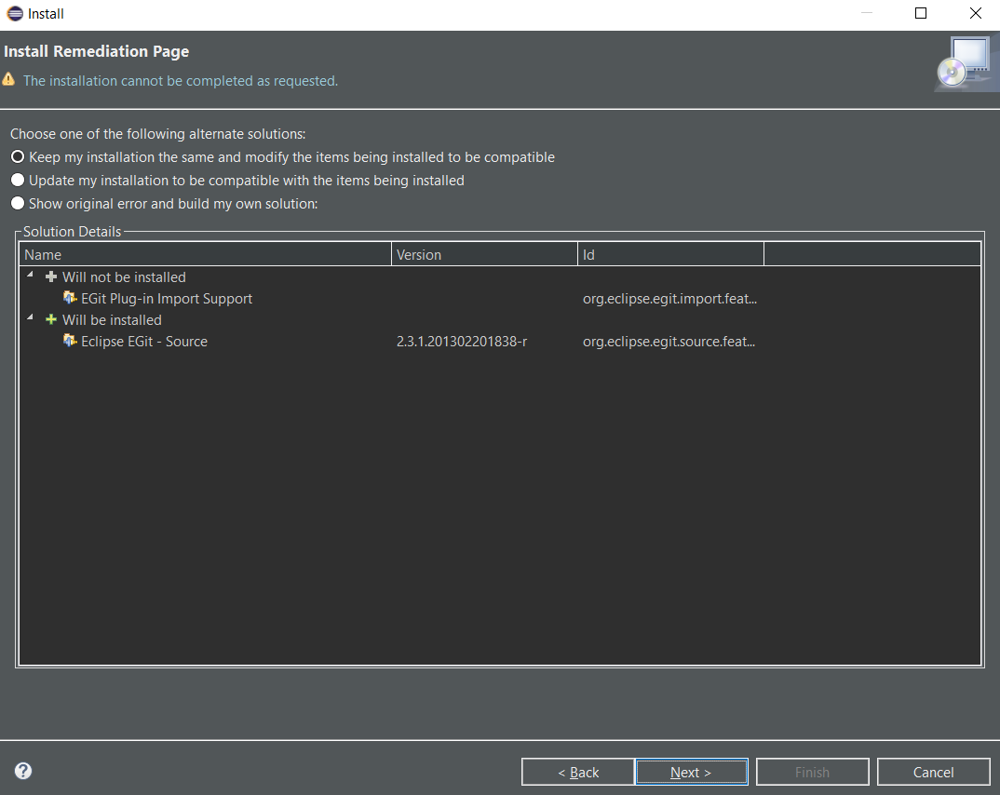 Install
Install Remediation Page
The installation cannot be completed as requested.
Choose one of the following alternate solutions:
Keep my installation the same and modify the items being installed to be compatible
Update my installation to be compatible with the items being installed
Show original error and build my own solution:
Solution Details
Name Version Id
Will not be installed
EGit Plug-in Import Support org.eclipse.egit.import.feat...
Will be installed
Eclipse EGit - Source 2.3.1.201302201838-r org.eclipse.egit.source.feat...
? < Back Next > Finish Cancel